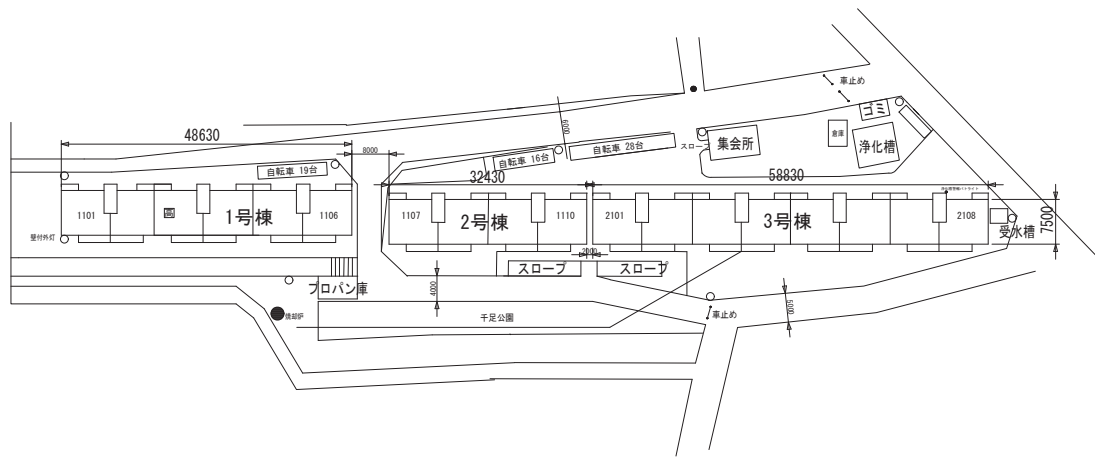 車止め
ゴミ
倉庫
浄化槽
集会所
スロープ
6000
自転車 28台
自転車 16台
自転車 19台
48630
8000
32430
58830
1101
高
1号棟
1106
1107
2号棟
1110
2101
3号棟
2108
7500
受水槽
壁付外灯
2000
スロープ
スロープ
プロパン庫
4000
焼却炉
千足公園
車止め
5000